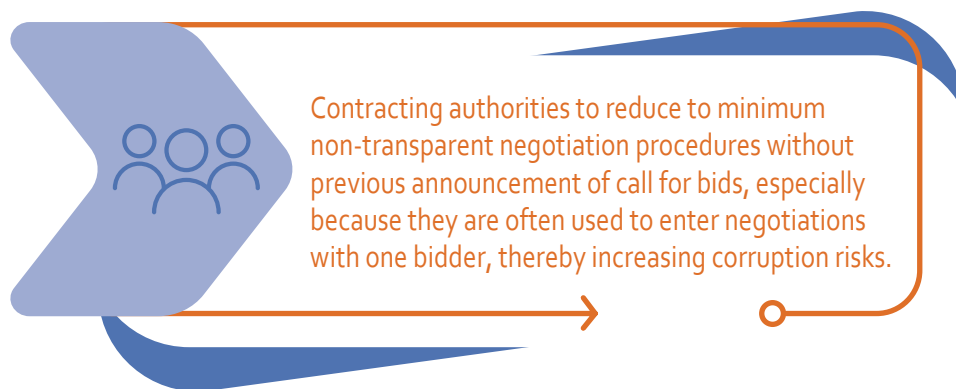 Contracting authorities to reduce to minimum
non-transparent negotiation procedures without
previous announcement of call for bids, especially
because they are often used to enter negotiations
with one bidder, thereby increasing corruption risks.